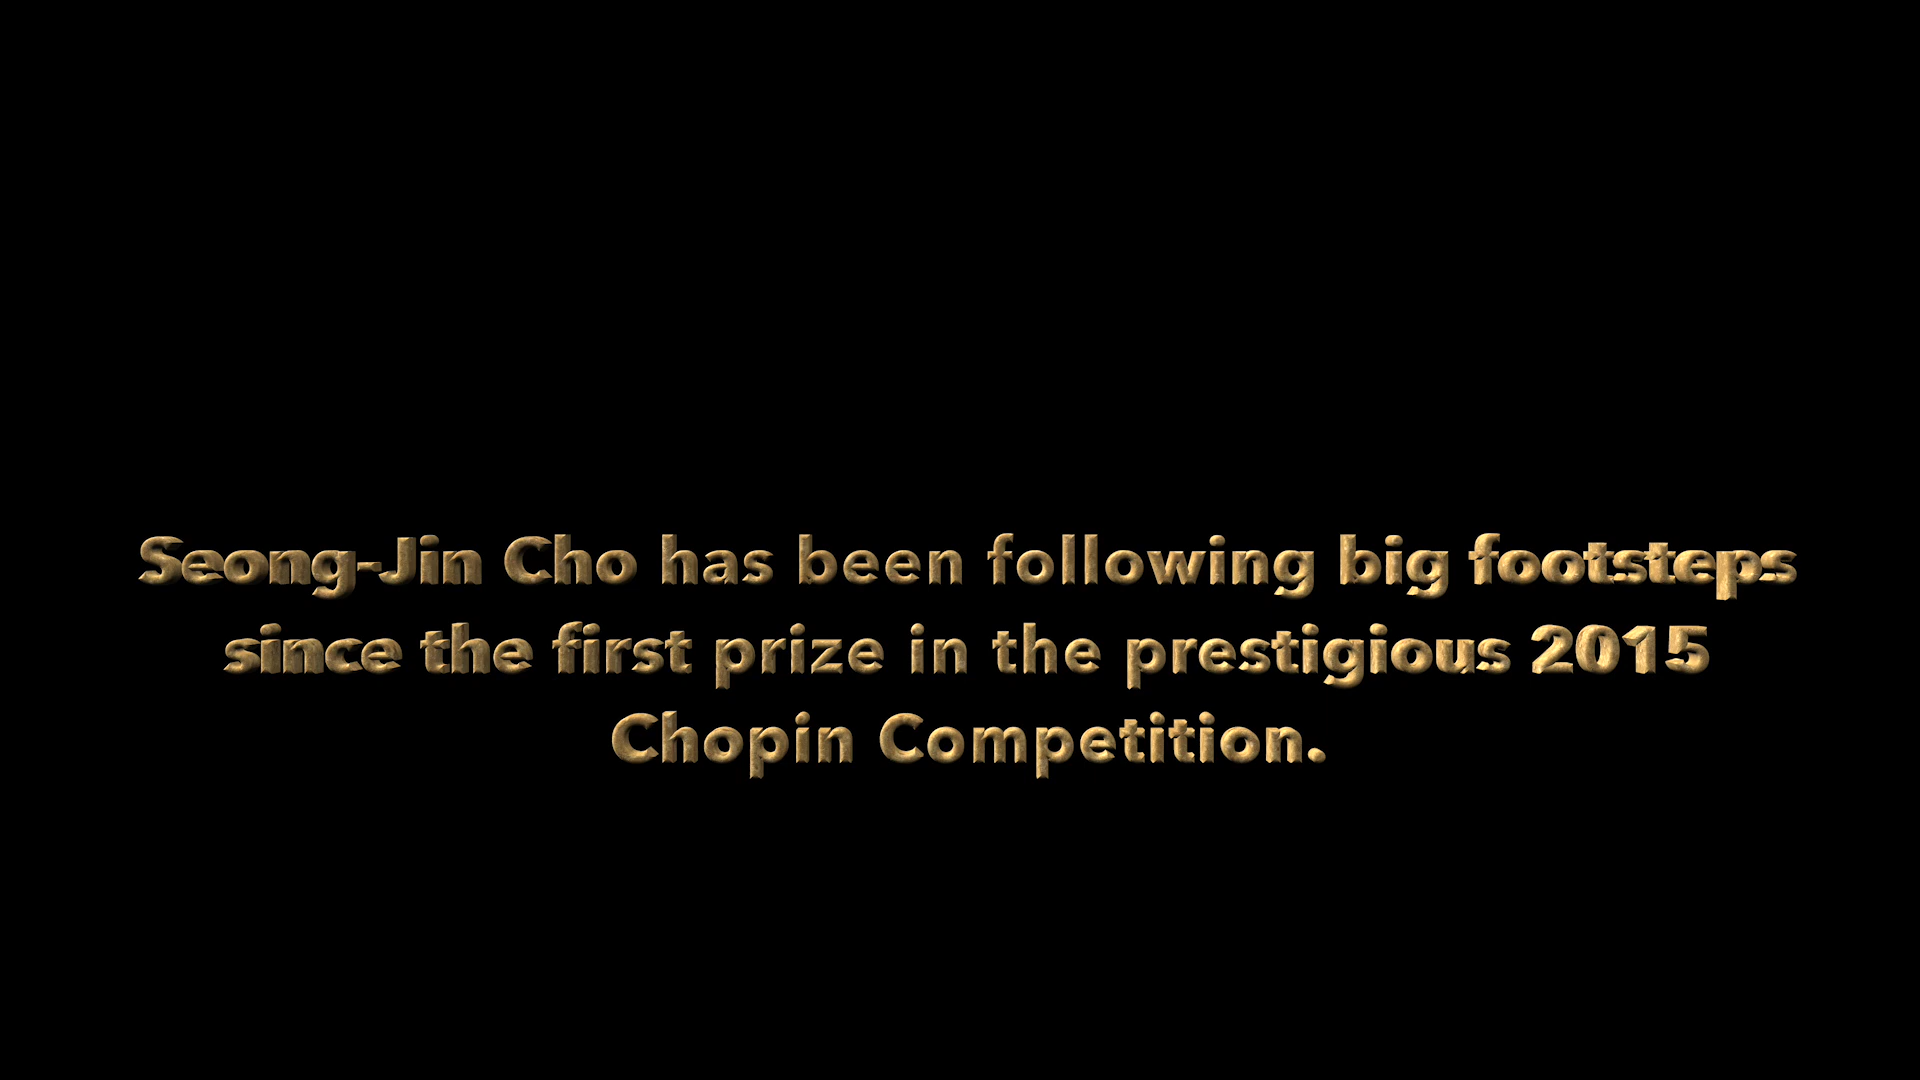 Seong-Jin Cho has been following big footsteps
since the first prize in the prestigious 2015
Chopin Competition.